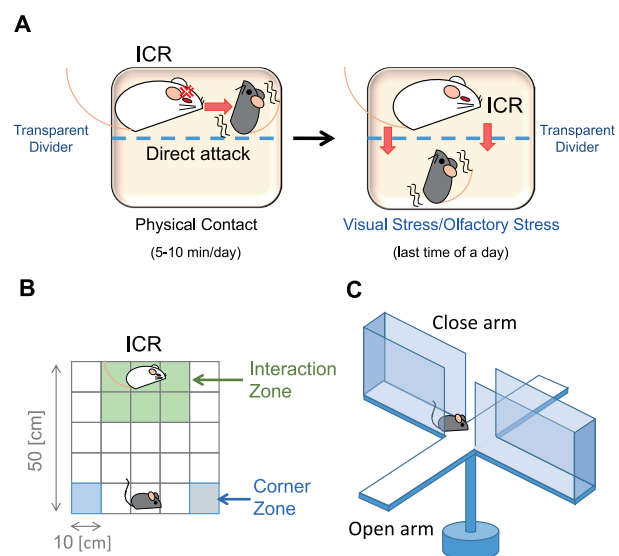 A
ICR
Transparent
Divider
Direct attack
ICR
Transparent
Divider
Physical Contact
(5-10 min/day)
Visual Stress/Olfactory Stress
(last time of a day)
B
ICR
Interaction
Zone
50 [cm]
Corner
Zone
10 [cm]
C
Close arm
Open arm